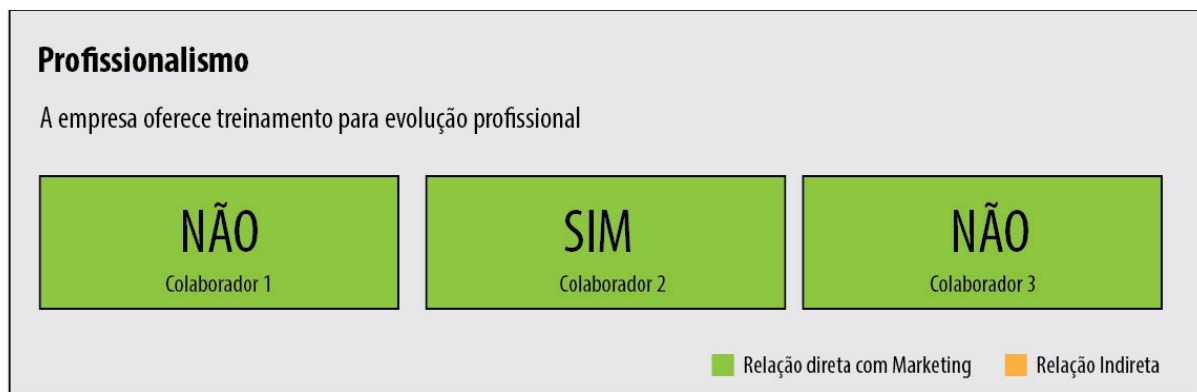 Profissionalismo
A empresa oferece treinamento para evolução profissional
NÃO
Colaborador 1
SIM
Colaborador 2
NÃO
Colaborador 3
Relação direta com Marketing
Relação Indireta